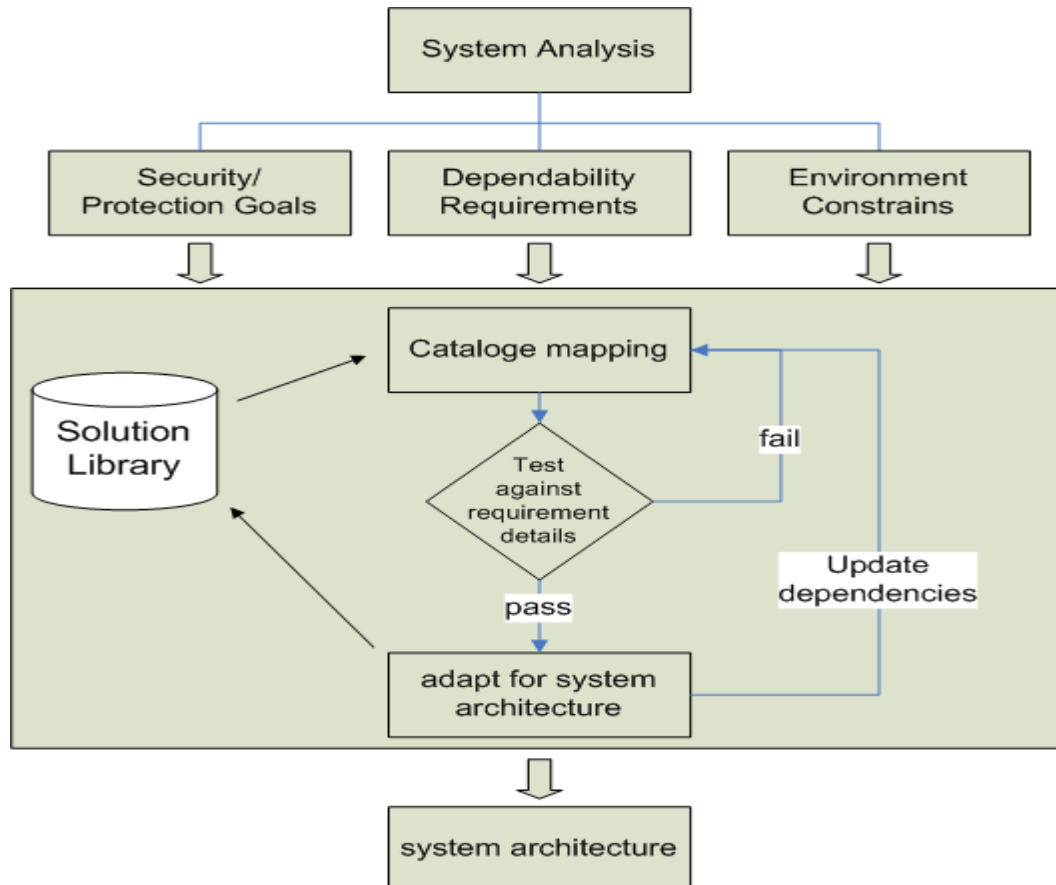 System Analysis
Security/
Protection Goals
Dependability
Requirements
Environment
Constrains
Cataloge mapping
Solution
Library
Test
against
requirement
details
fail
Update
dependencies
pass
adapt for system
architecture
system architecture